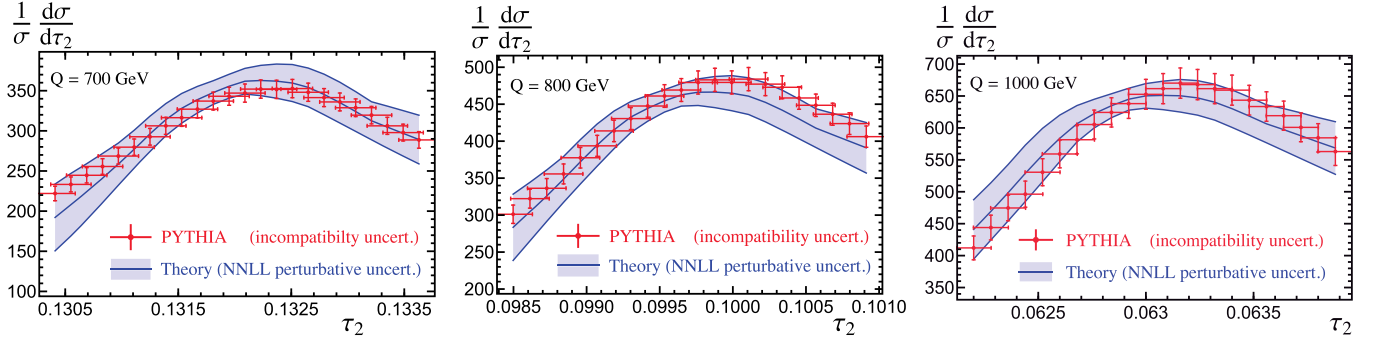 1/σ dσ/dτ₂
Q = 700 GeV
350
300
250
200
150
100
PYTHIA (incompatibilty uncert.)
Theory (NNLL perturbative uncert.)
0.1305 0.1315 0.1325 0.1335
τ₂
1/σ dσ/dτ₂
Q = 800 GeV
500
450
400
350
300
200
PYTHIA (incompatibility uncert.)
Theory (NNLL perturbative uncert.)
0.0985 0.0990 0.0995 0.1000 0.1005 0.1010
τ₂
1/σ dσ/dτ₂
Q = 1000 GeV
700
650
600
550
500
450
400
350
PYTHIA (incompatibility uncert.)
Theory (NNLL perturbative uncert.)
0.0625 0.063 0.0635
τ₂